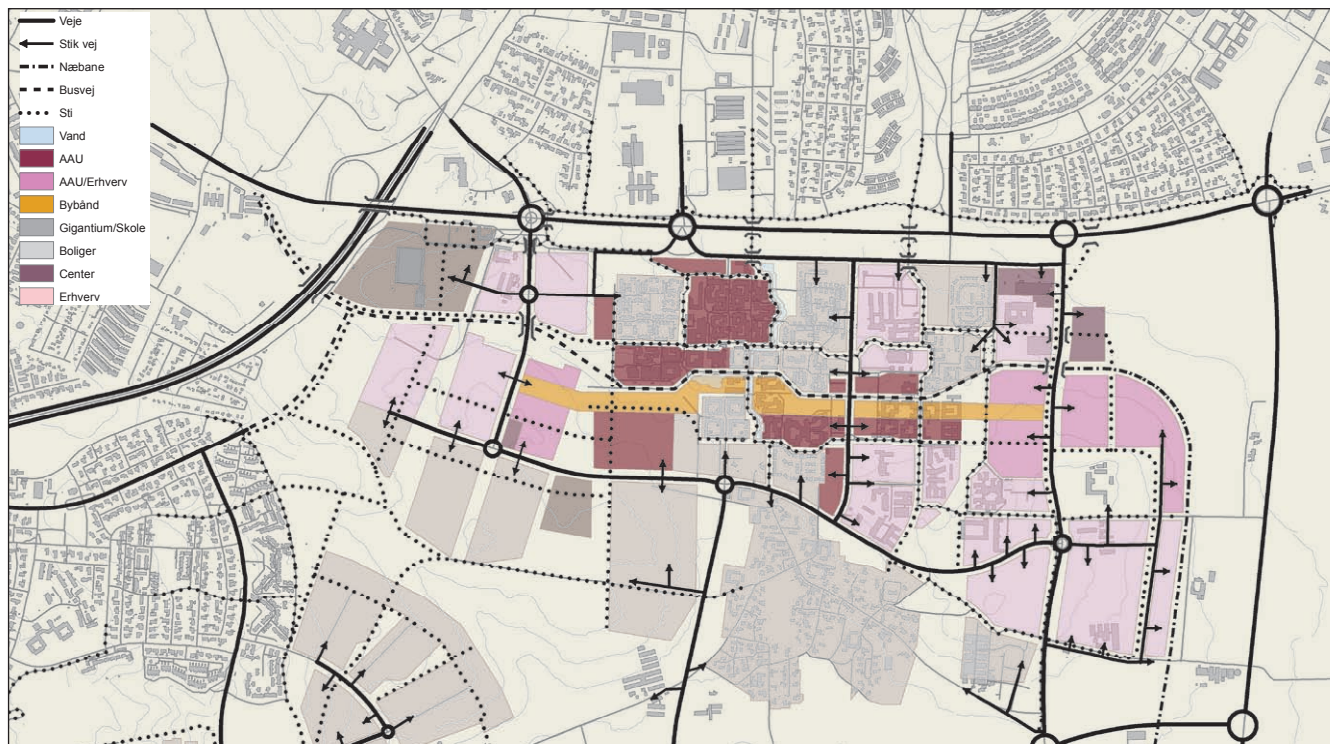 Veje
Stik vej
Næbane
Busvej
Sti
Vand
AAU
AAU/Erhverv
Bybånd
Gigantium/Skole
Boliger
Center
Erhverv